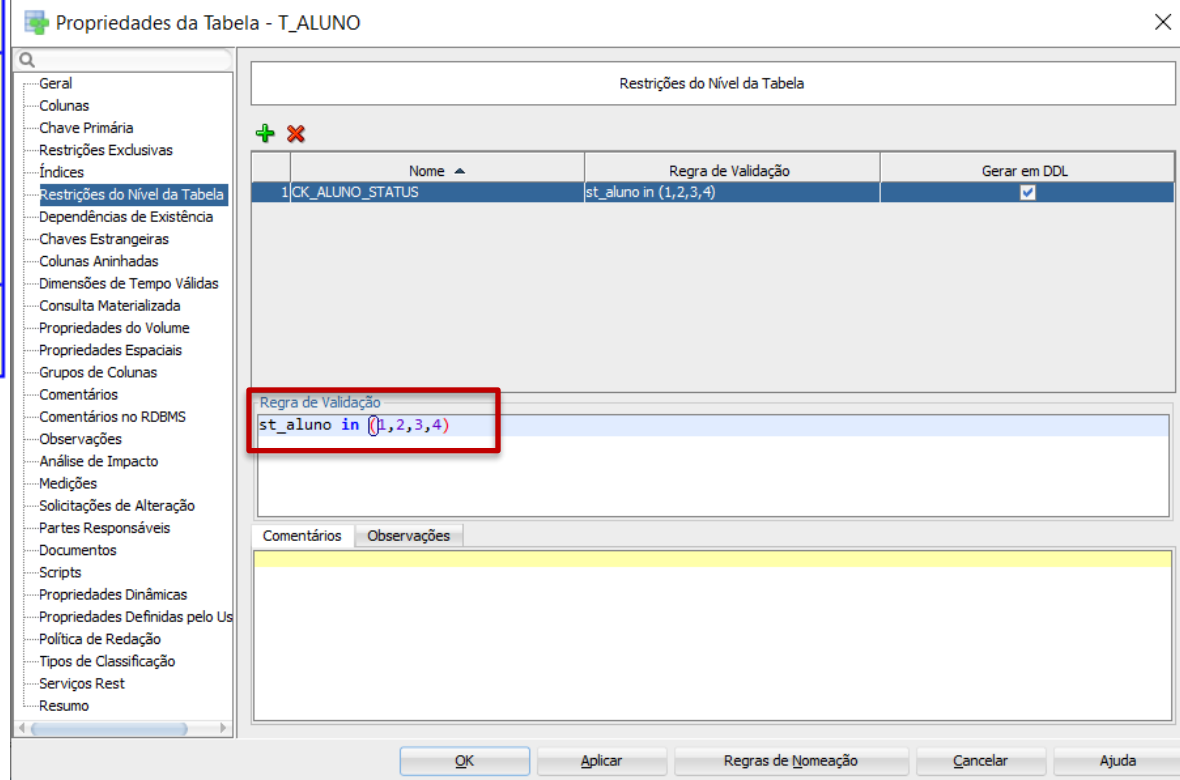 Propriedades da Tabela - T_ALUNO
Geral
Colunas
Chave Primária
Restrições Exclusivas
Índices
Restrições do Nível da Tabela
Dependências de Existência
Chaves Estrangeiras
Colunas Aninhadas
Dimensões de Tempo Válidas
Consulta Materializada
Propriedades do Volume
Propriedades Espaciais
Grupos de Colunas
Comentários
Comentários no RDBMS
Observações
Análise de Impacto
Medições
Solicitações de Alteração
Partes Responsáveis
Documentos
Scripts
Propriedades Dinâmicas
Propriedades Definidas pelo Us
Política de Redação
Tipos de Classificação
Serviços Rest
Resumo
Restrições do Nível da Tabela
Nome Regra de Validação Gerar em DDL
1 CK_ALUNO_STATUS st_aluno in (1,2,3,4)
Regra de Validação
st_aluno in (1,2,3,4)
Comentários Observações
OK Aplicar Regras de Nomeação Cancelar Ajuda